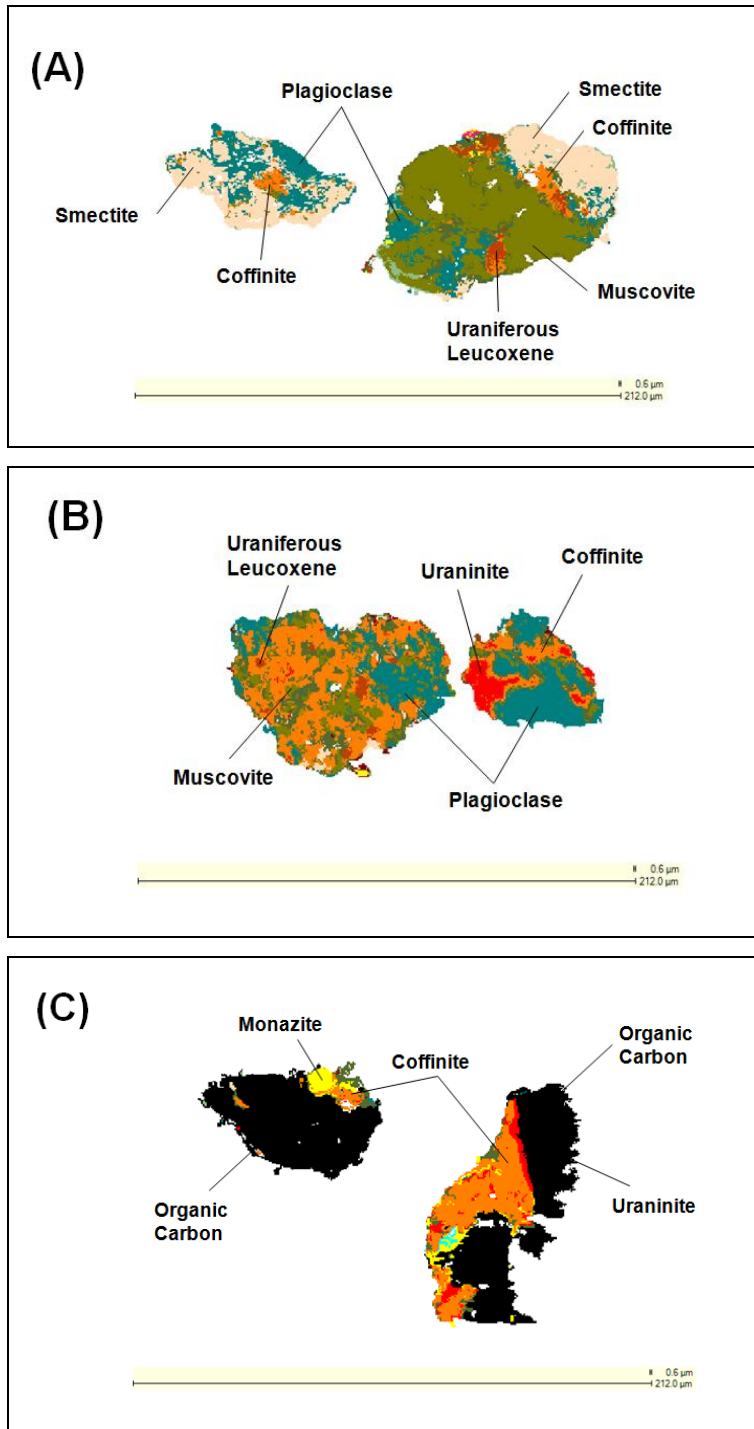 (A)
Plagioclase
Smectite
Coffinite
Smectite
Coffinite
Muscovite
Uraniferous
Leucoxene
0.6 µm
212.0 µm
(B)
Uraniferous
Leucoxene
Uraninite
Coffinite
Muscovite
Plagioclase
0.6 µm
212.0 µm
(C)
Monazite
Coffinite
Organic
Carbon
Organic
Carbon
Uraninite
0.6 µm
212.0 µm